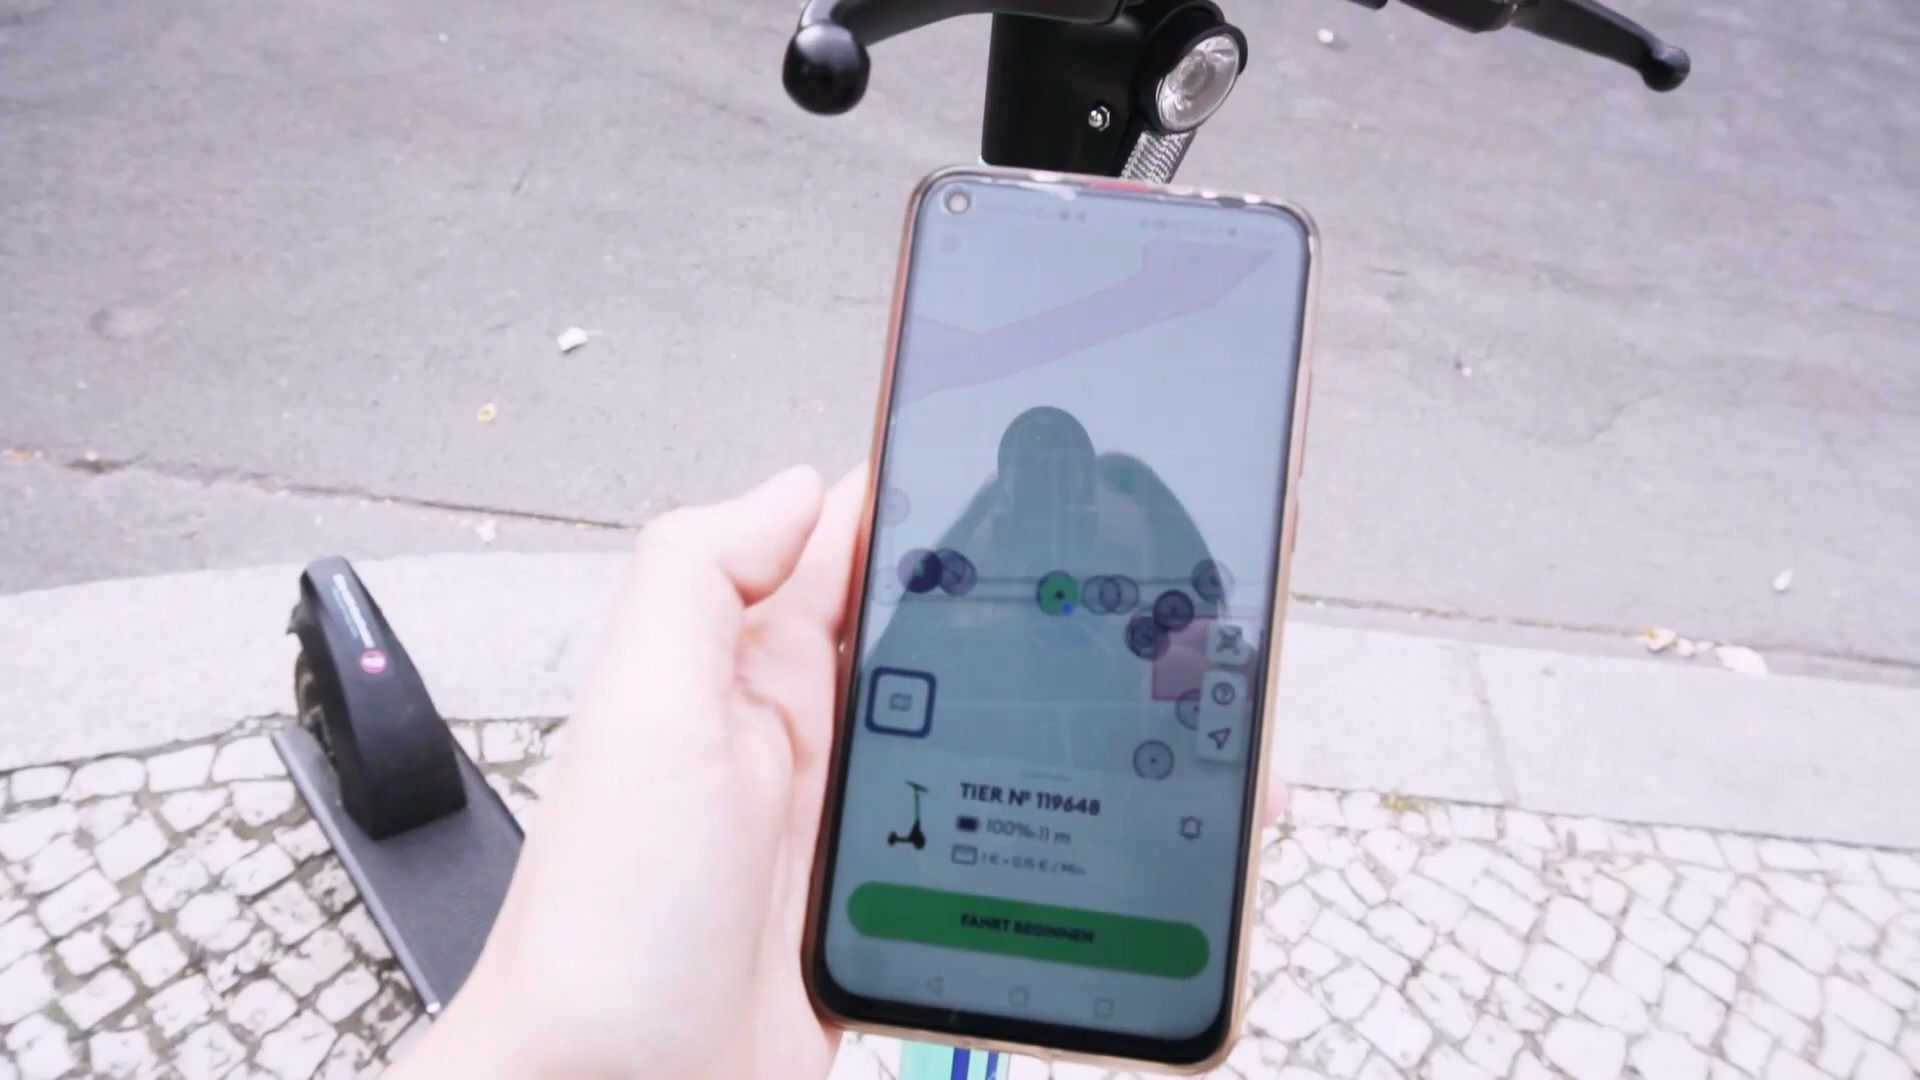 TIER Nº 119648
100%·11 m
1 € + 0,15 € / Min.
FAHRT BEGINNEN